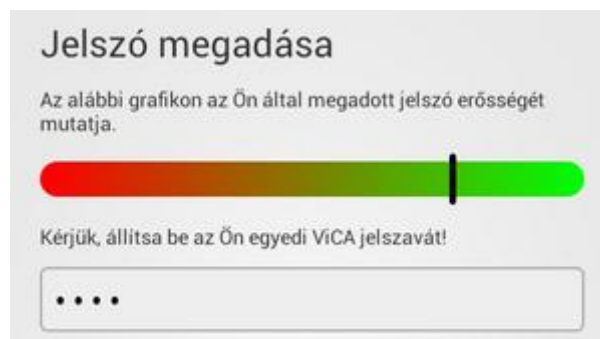 Jelszó megadása
Az alábbi grafikon az Ön által megadott jelszó erősségét
mutatja.
Kérjük, állítsa be az Ön egyedi ViCA jelszavát!
••••